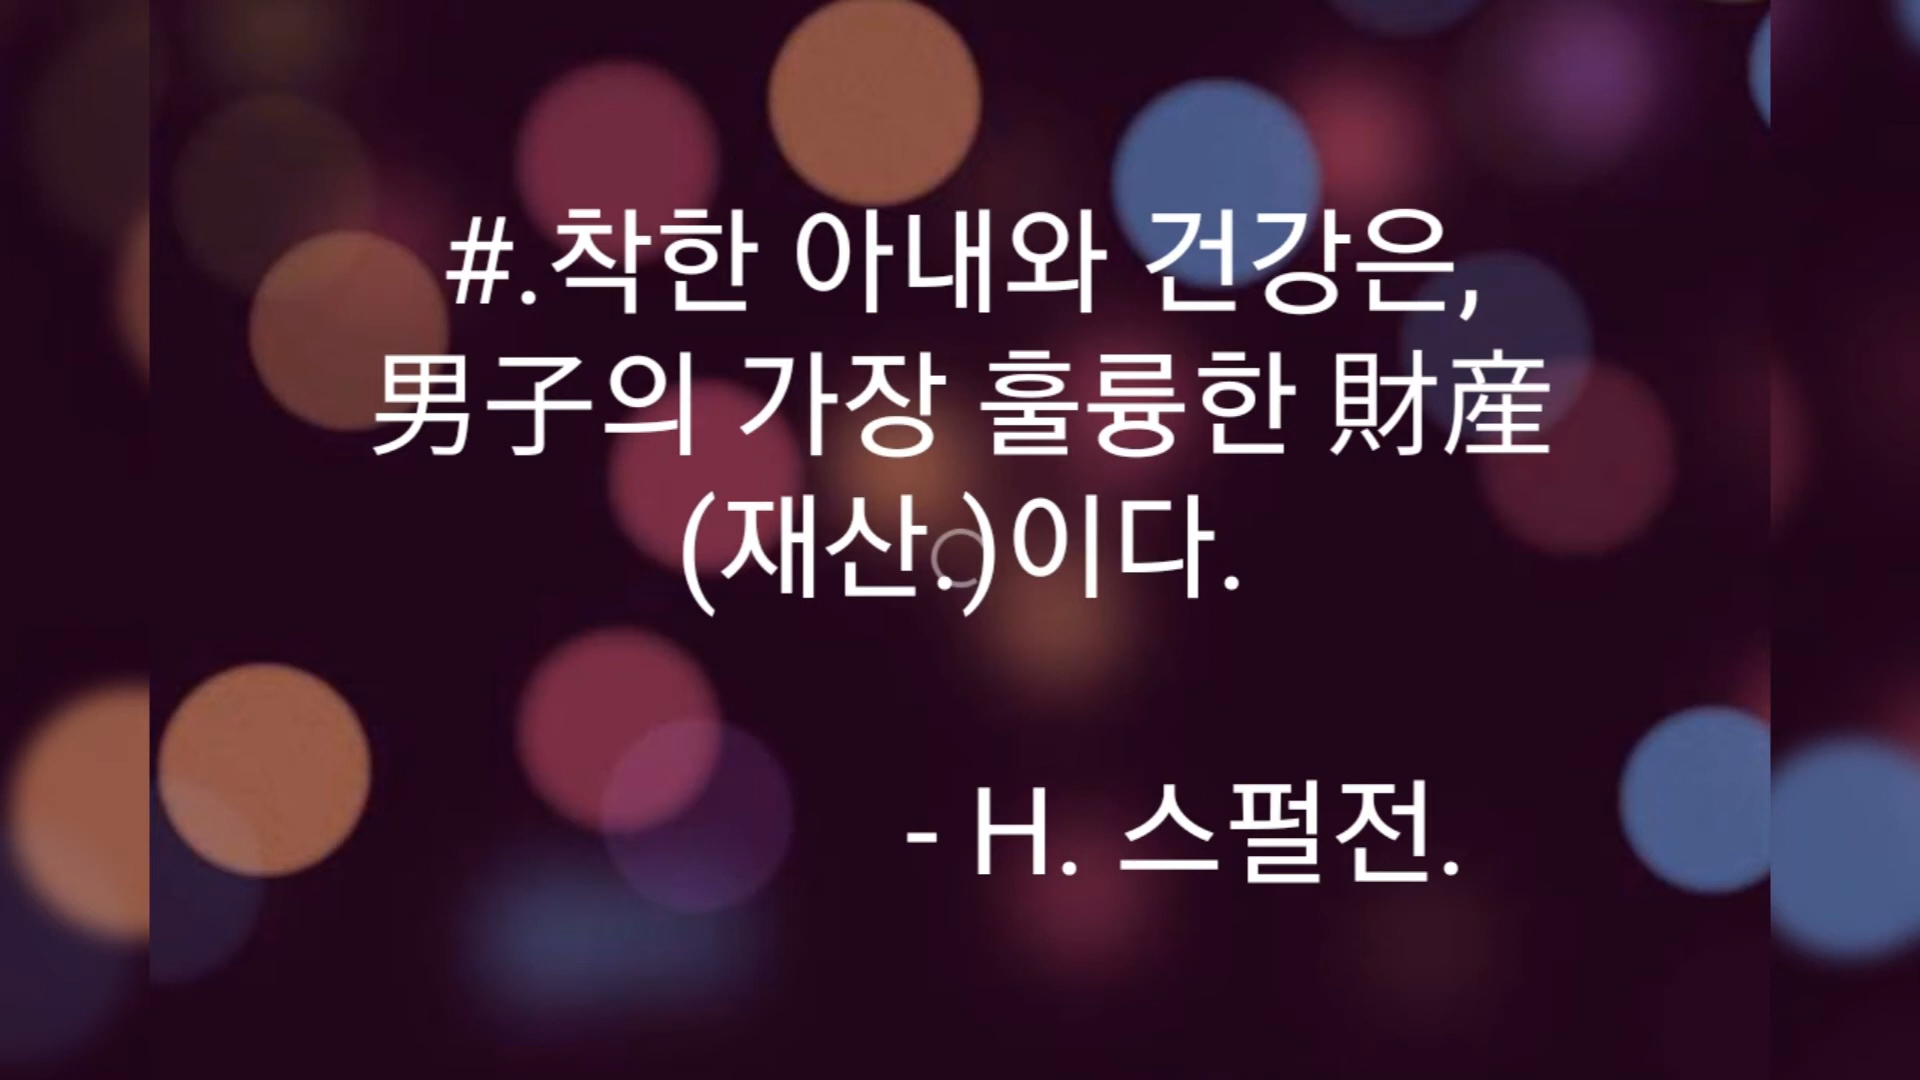 #.착한 아내와 건강은,
男子의 가장 훌륭한 財産
(재산.)이다.
- H. 스펄전.